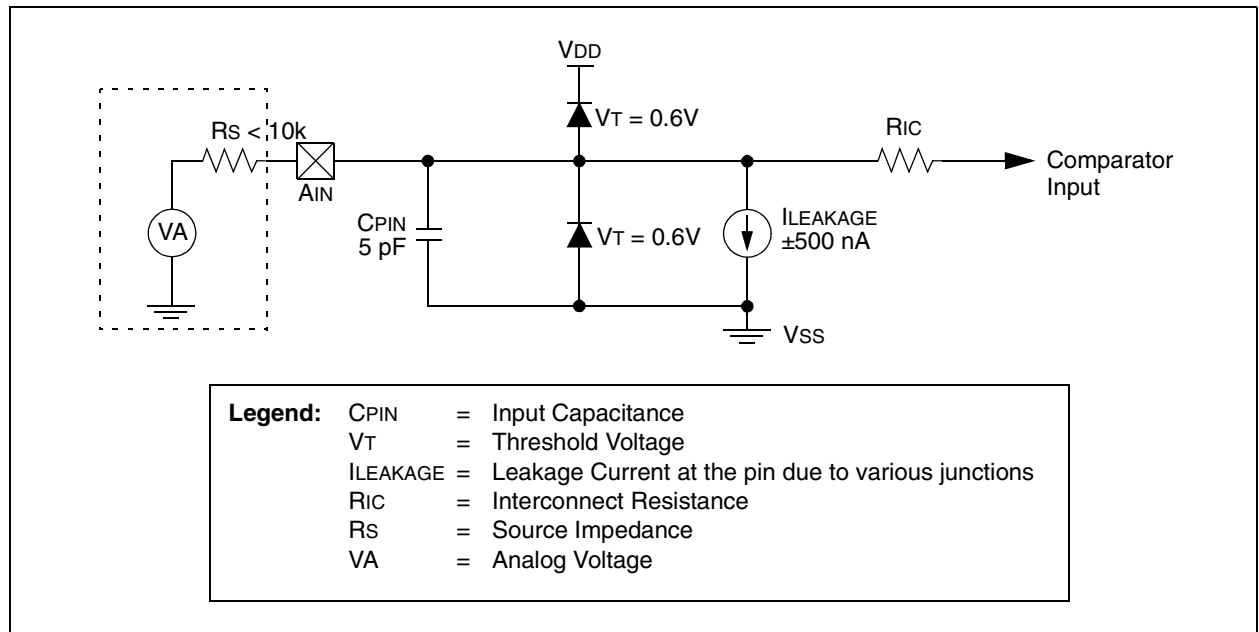 VDD
VT = 0.6V
RS < 10k
RIC
AIN
Comparator
Input
VA
CPIN
5 pF
VT = 0.6V
ILEAKAGE
±500 nA
VSS
Legend: CPIN = Input Capacitance
VT = Threshold Voltage
ILEAKAGE = Leakage Current at the pin due to various junctions
RIC = Interconnect Resistance
RS = Source Impedance
VA = Analog Voltage